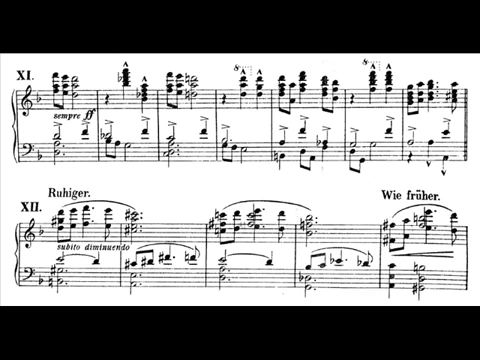 XI.
sempre ff
Ruhiger.
Wie früher.
XII.
subito diminuendo